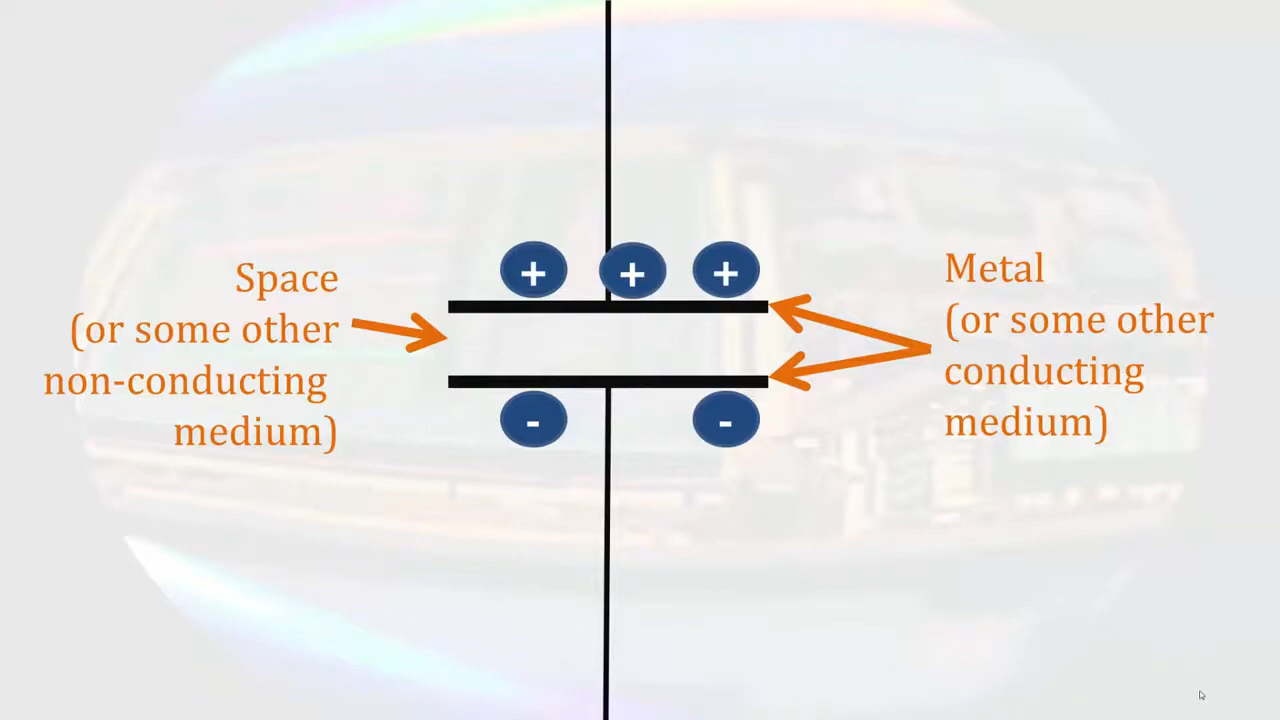 Space
(or some other
non-conducting
medium)
+ + +
- -
Metal
(or some other
conducting
medium)